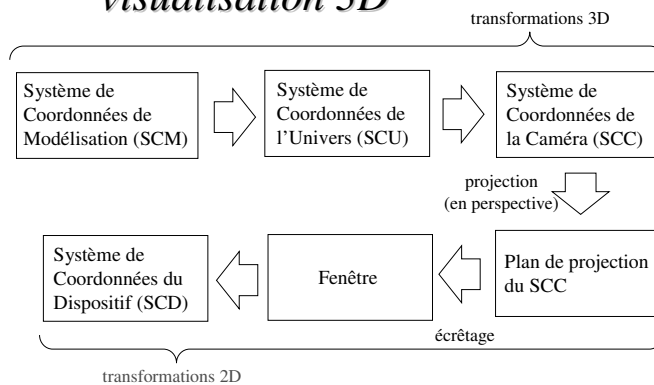 visualisation 3D
transformations 3D
Système de
Coordonnées de
Modélisation (SCM)
Système de
Coordonnées de
l'Univers (SCU)
Système de
Coordonnées de
la Caméra (SCC)
projection
(en perspective)
Plan de projection
du SCC
Fenêtre
Système de
Coordonnées du
Dispositif (SCD)
écrêtage
transformations 2D